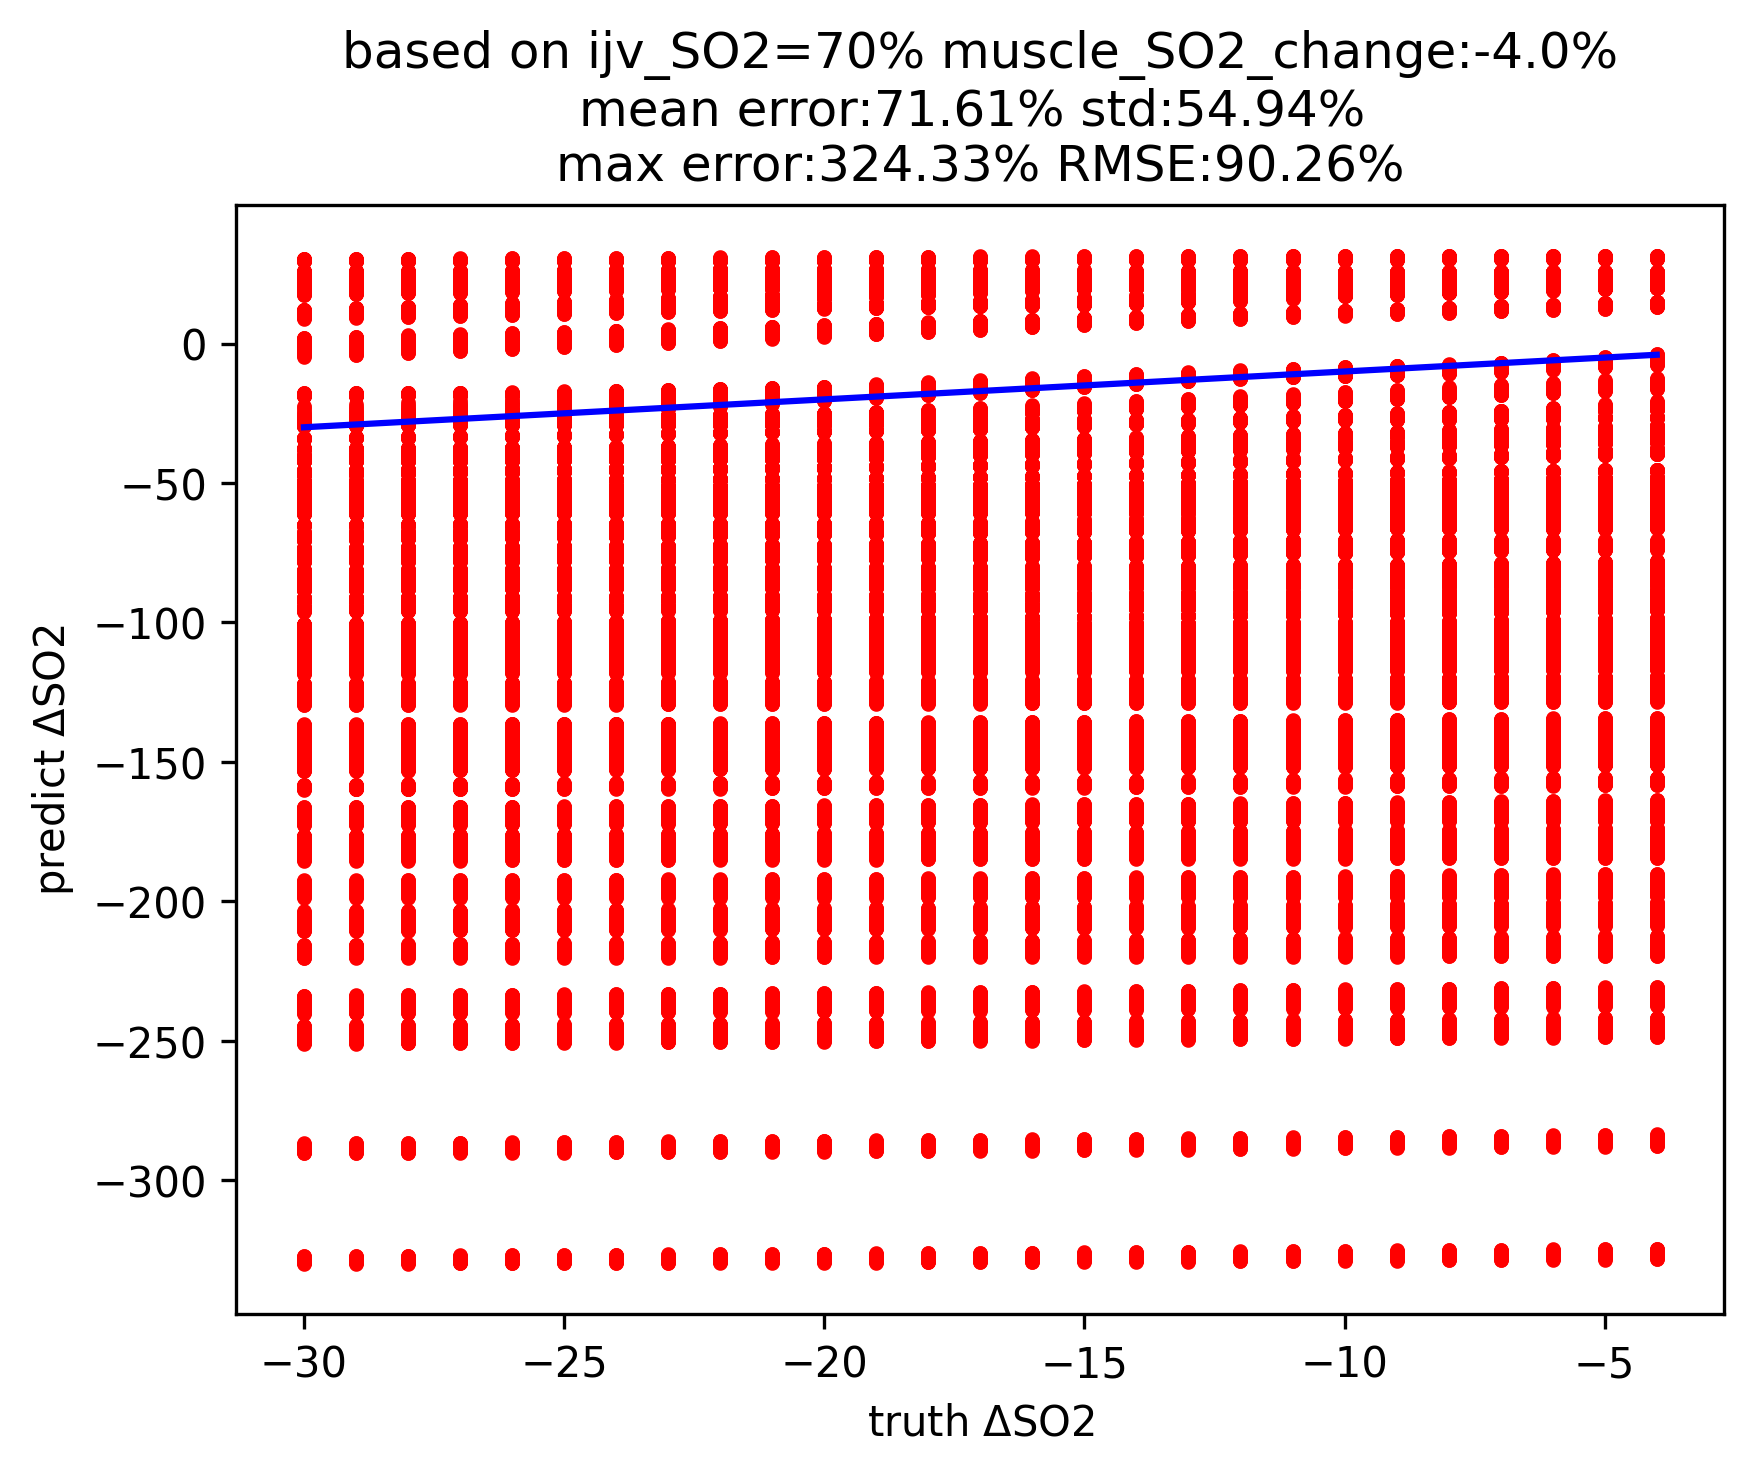 based on ijv_SO2=70% muscle_SO2_change:-4.0%
mean error:71.61% std:54.94%
max error:324.33% RMSE:90.26%
predict ΔSO2
0
−50
−100
−150
−200
−250
−300
−30
−25
−20
−15
−10
−5
truth ΔSO2